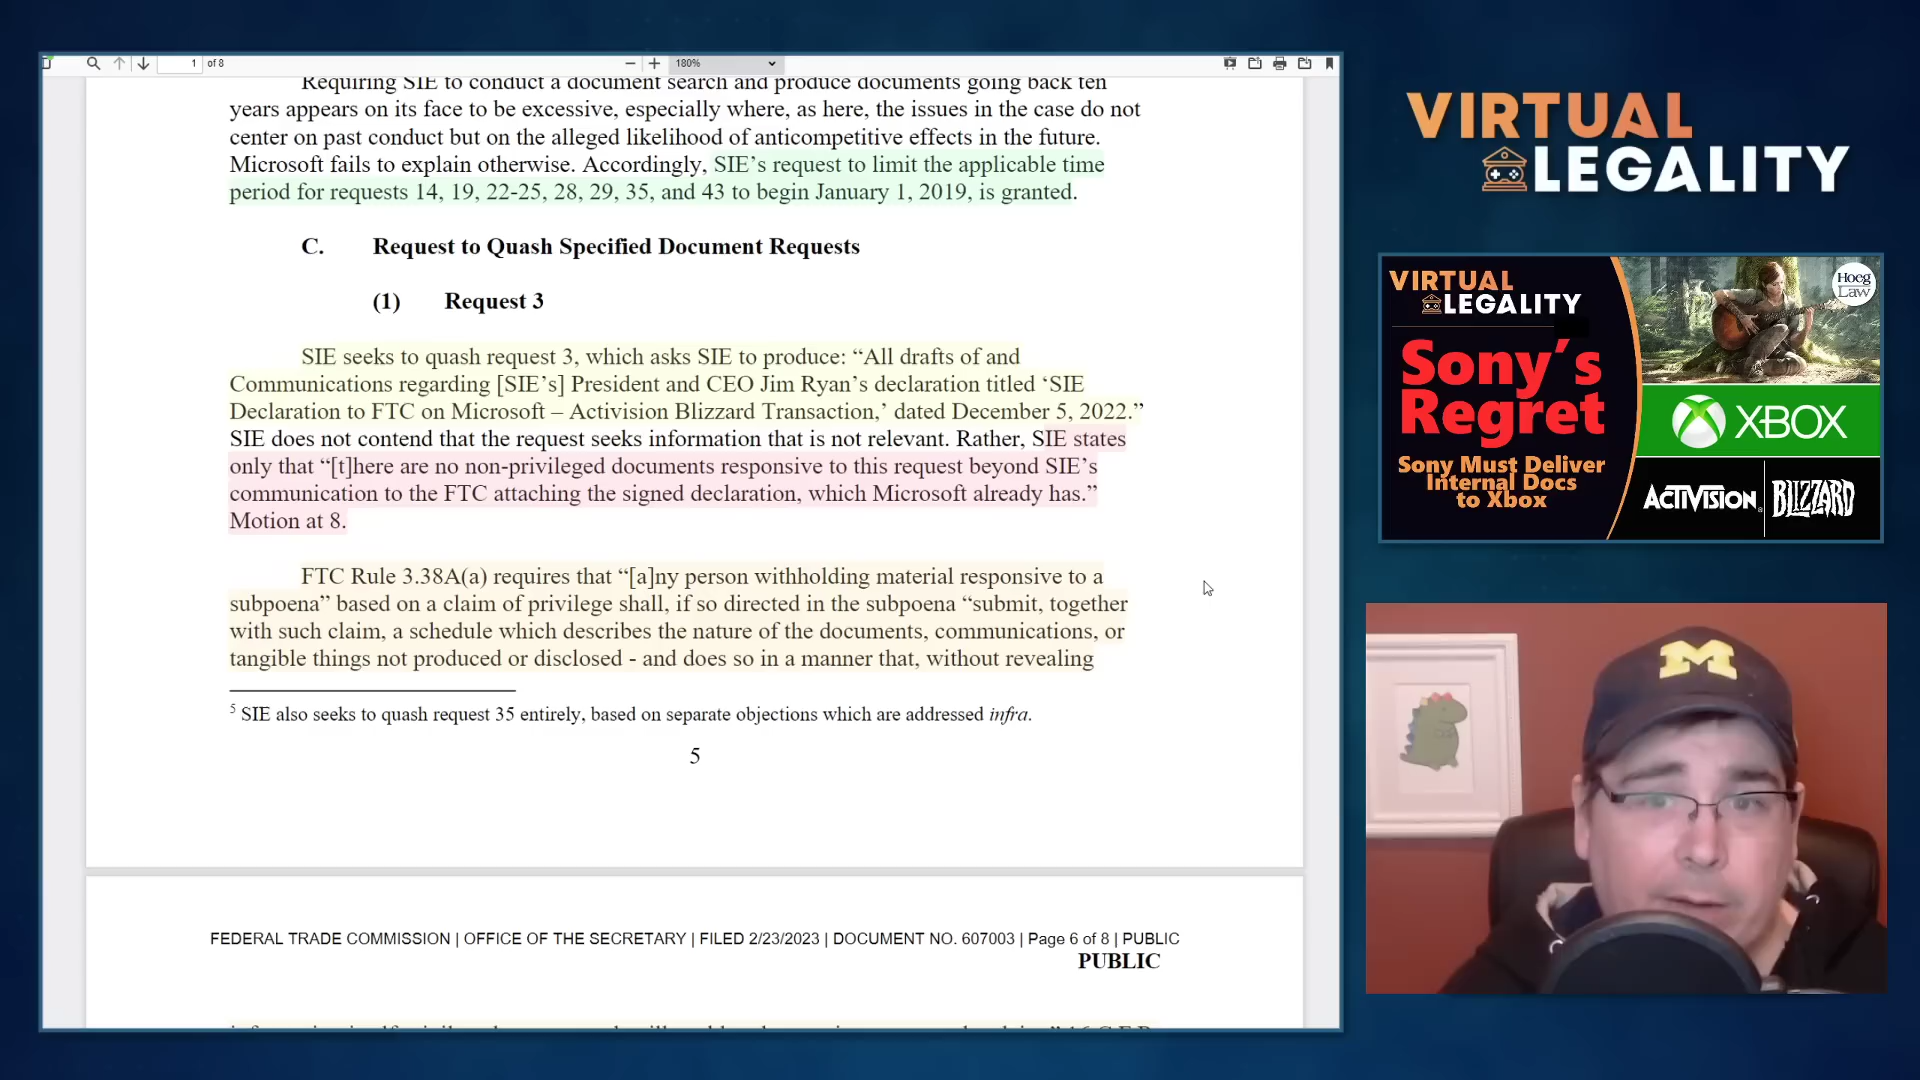 1 of 8
180%
Requiring SIE to conduct a document search and produce documents going back ten
years appears on its face to be excessive, especially where, as here, the issues in the case do not
center on past conduct but on the alleged likelihood of anticompetitive effects in the future.
Microsoft fails to explain otherwise. Accordingly, SIE’s request to limit the applicable time
period for requests 14, 19, 22-25, 28, 29, 35, and 43 to begin January 1, 2019, is granted.
C. Request to Quash Specified Document Requests
(1) Request 3
SIE seeks to quash request 3, which asks SIE to produce: “All drafts of and
Communications regarding [SIE’s] President and CEO Jim Ryan’s declaration titled ‘SIE
Declaration to FTC on Microsoft – Activision Blizzard Transaction,’ dated December 5, 2022.”
SIE does not contend that the request seeks information that is not relevant. Rather, SIE states
only that “[t]here are no non-privileged documents responsive to this request beyond SIE’s
communication to the FTC attaching the signed declaration, which Microsoft already has.”
Motion at 8.
FTC Rule 3.38A(a) requires that “[a]ny person withholding material responsive to a
subpoena” based on a claim of privilege shall, if so directed in the subpoena “submit, together
with such claim, a schedule which describes the nature of the documents, communications, or
tangible things not produced or disclosed - and does so in a manner that, without revealing
5 SIE also seeks to quash request 35 entirely, based on separate objections which are addressed infra.
5
FEDERAL TRADE COMMISSION | OFFICE OF THE SECRETARY | FILED 2/23/2023 | DOCUMENT NO. 607003 | Page 6 of 8 | PUBLIC
PUBLIC
VIRTUAL
LEGALITY
VIRTUAL
LEGALITY
Sony’s
Regret
Sony Must Deliver
Internal Docs
to Xbox
Hoeg
Law
XBOX
ACTIVISION
BLIZZARD
M